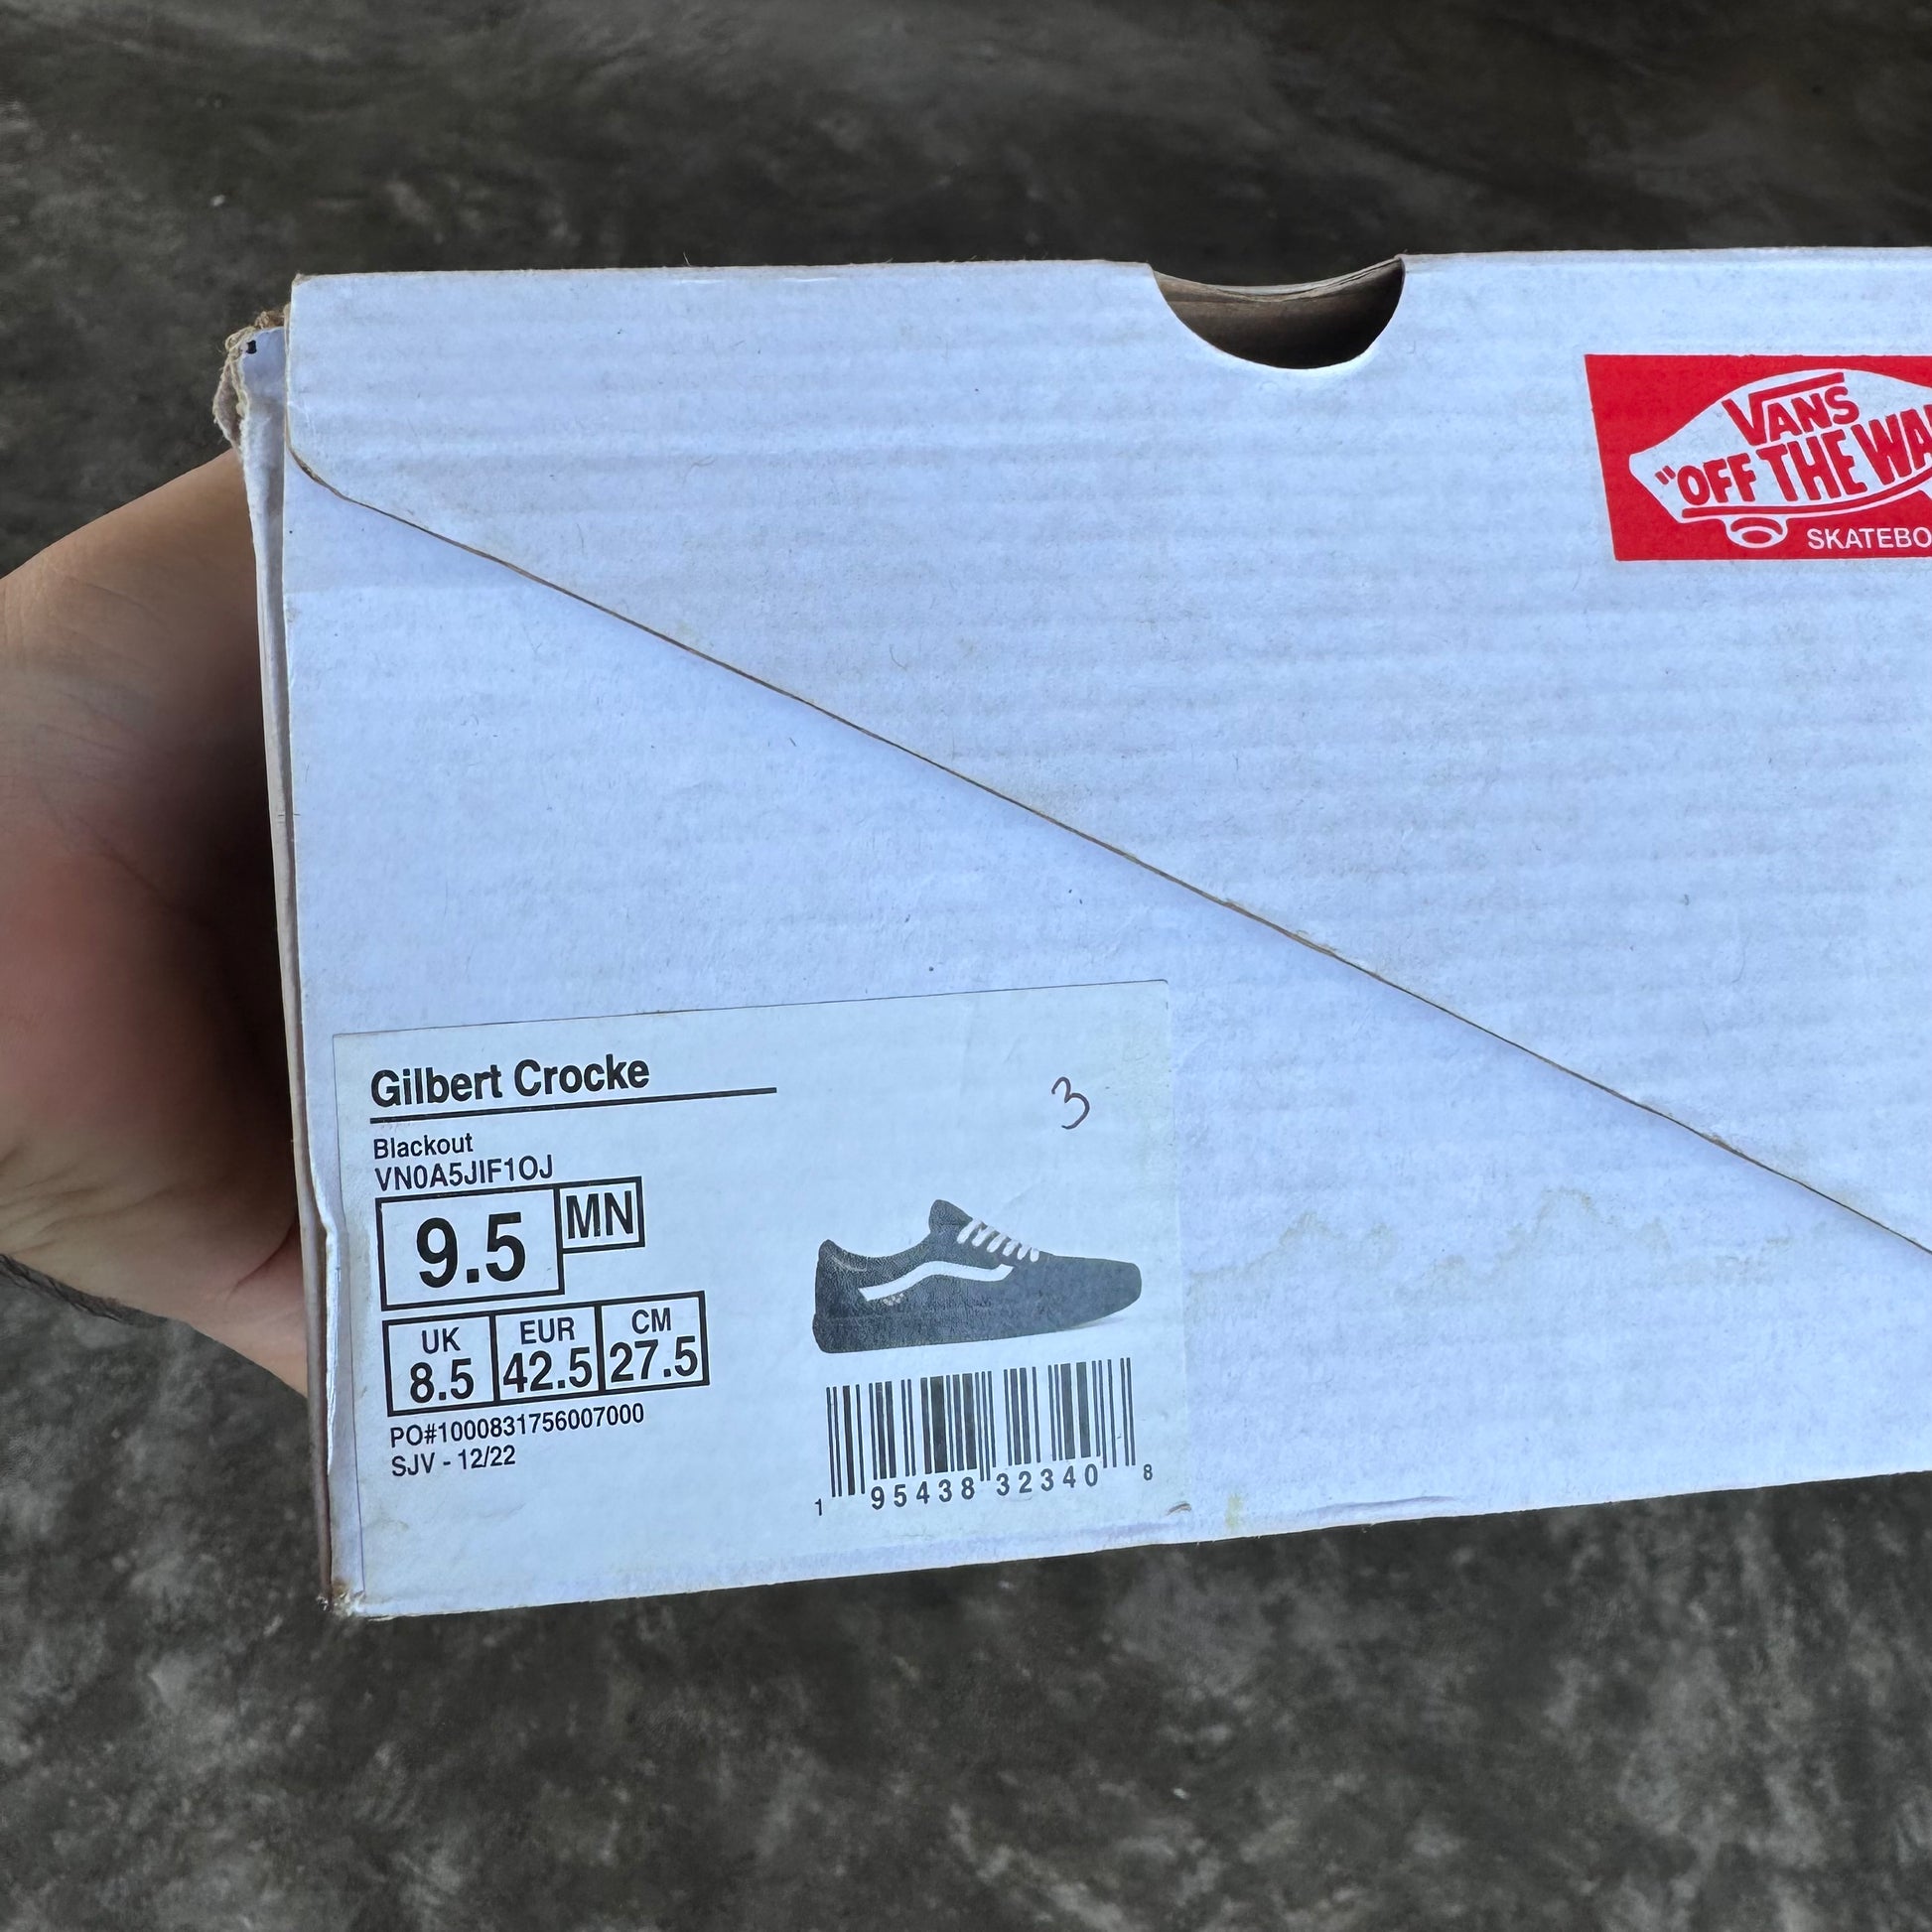 VANS
"OFF THE WA
SKATEBO
Gilbert Crocke
3
Blackout
VN0A5JIF1OJ
9.5 MN
UK EUR CM
8.5 42.5 27.5
PO#1000831756007000
SJV - 12/22
1 95438 32340 8